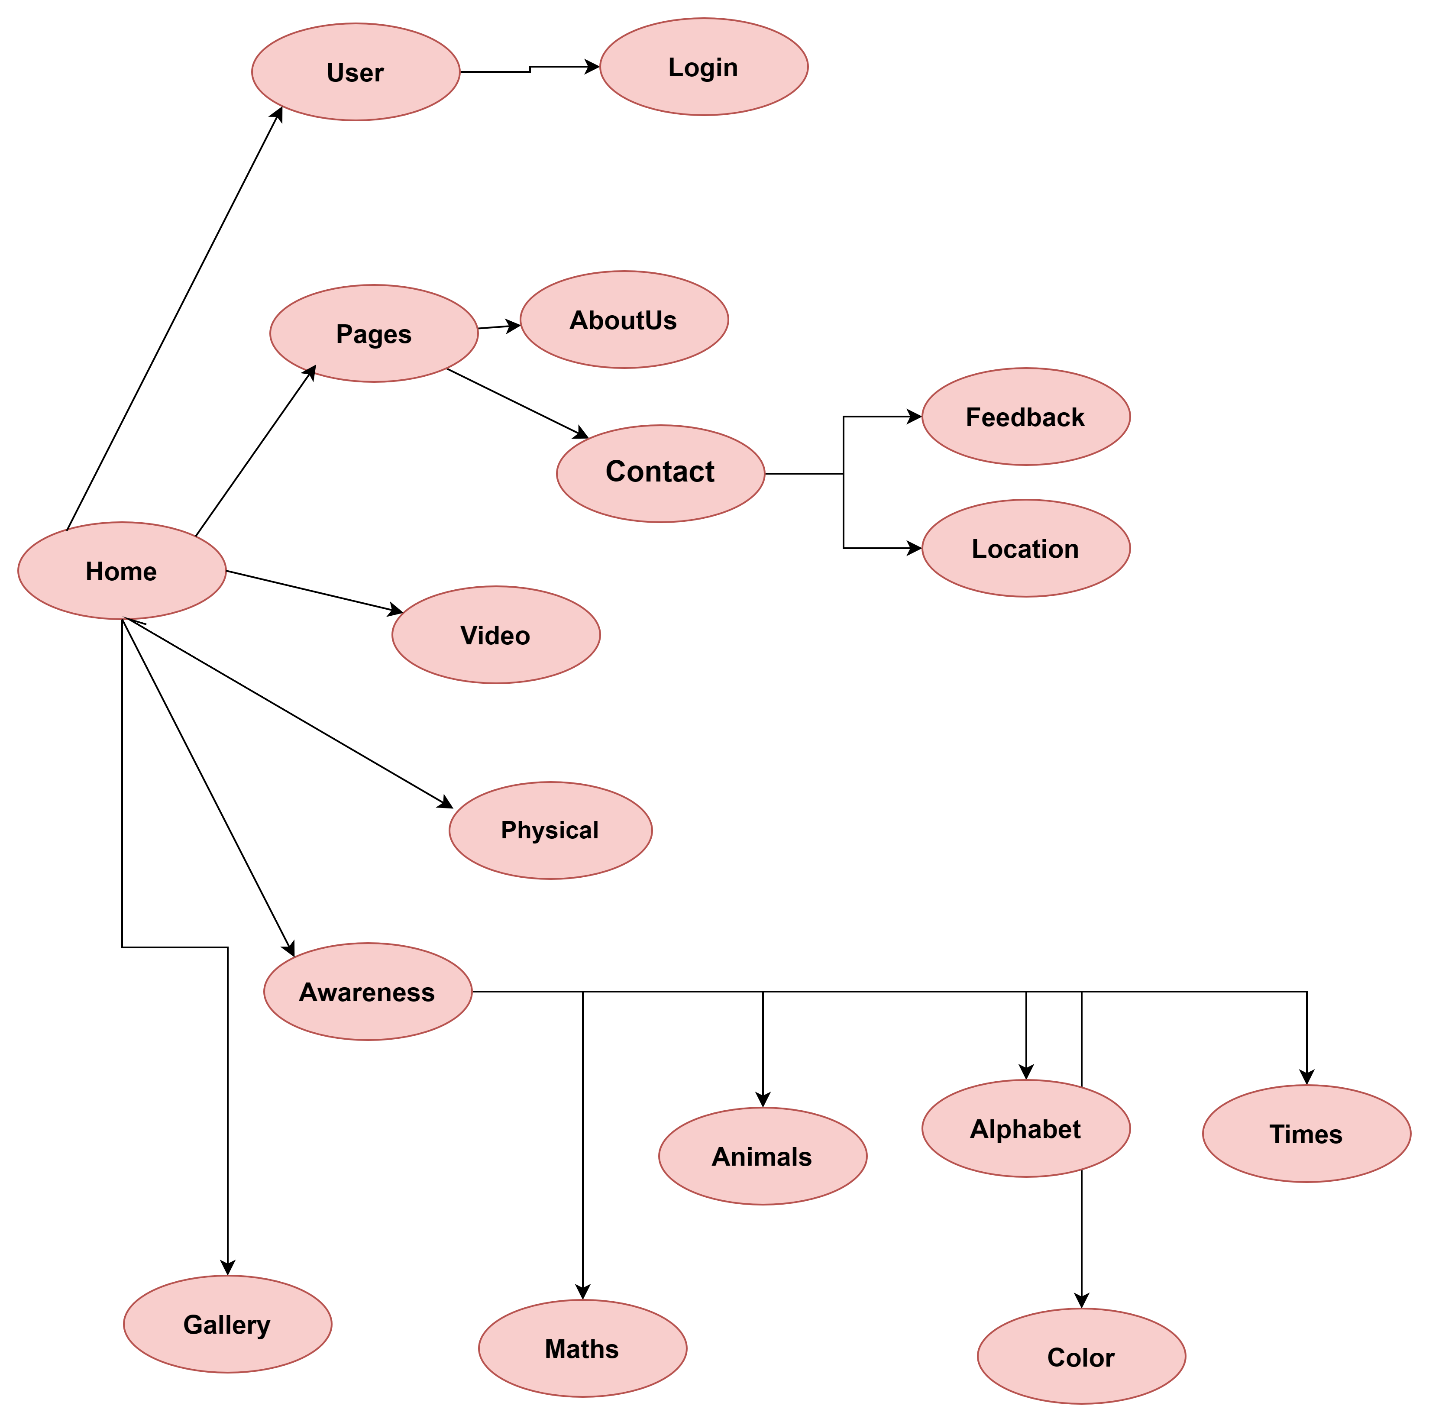 User
Login
Pages
AboutUs
Contact
Feedback
Location
Home
Video
Physical
Awareness
Animals
Alphabet
Times
Gallery
Maths
Color